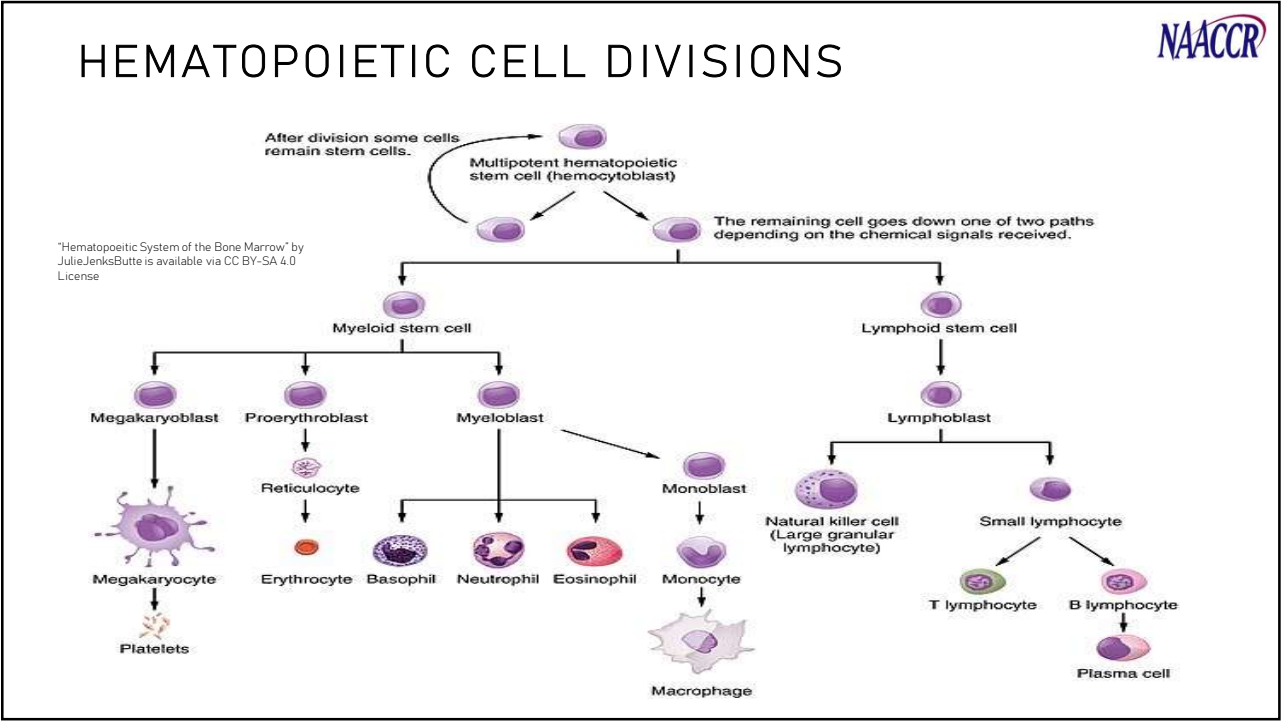 HEMATOPOIETIC CELL DIVISIONS
NAACCR
After division some cells
remain stem cells.
Multipotent hematopoietic
stem cell (hemocytoblast)
The remaining cell goes down one of two paths
depending on the chemical signals received.
"Hematopoeitic System of the Bone Marrow" by
JulieJenksButte is available via CC BY-SA 4.0
License
Myeloid stem cell
Lymphoid stem cell
Megakaryoblast
Proerythroblast
Myeloblast
Lymphoblast
Reticulocyte
Monoblast
Natural killer cell
(Large granular
lymphocyte)
Small lymphocyte
Megakaryocyte
Erythrocyte
Basophil
Neutrophil
Eosinophil
Monocyte
T lymphocyte
B lymphocyte
Platelets
Plasma cell
Macrophage